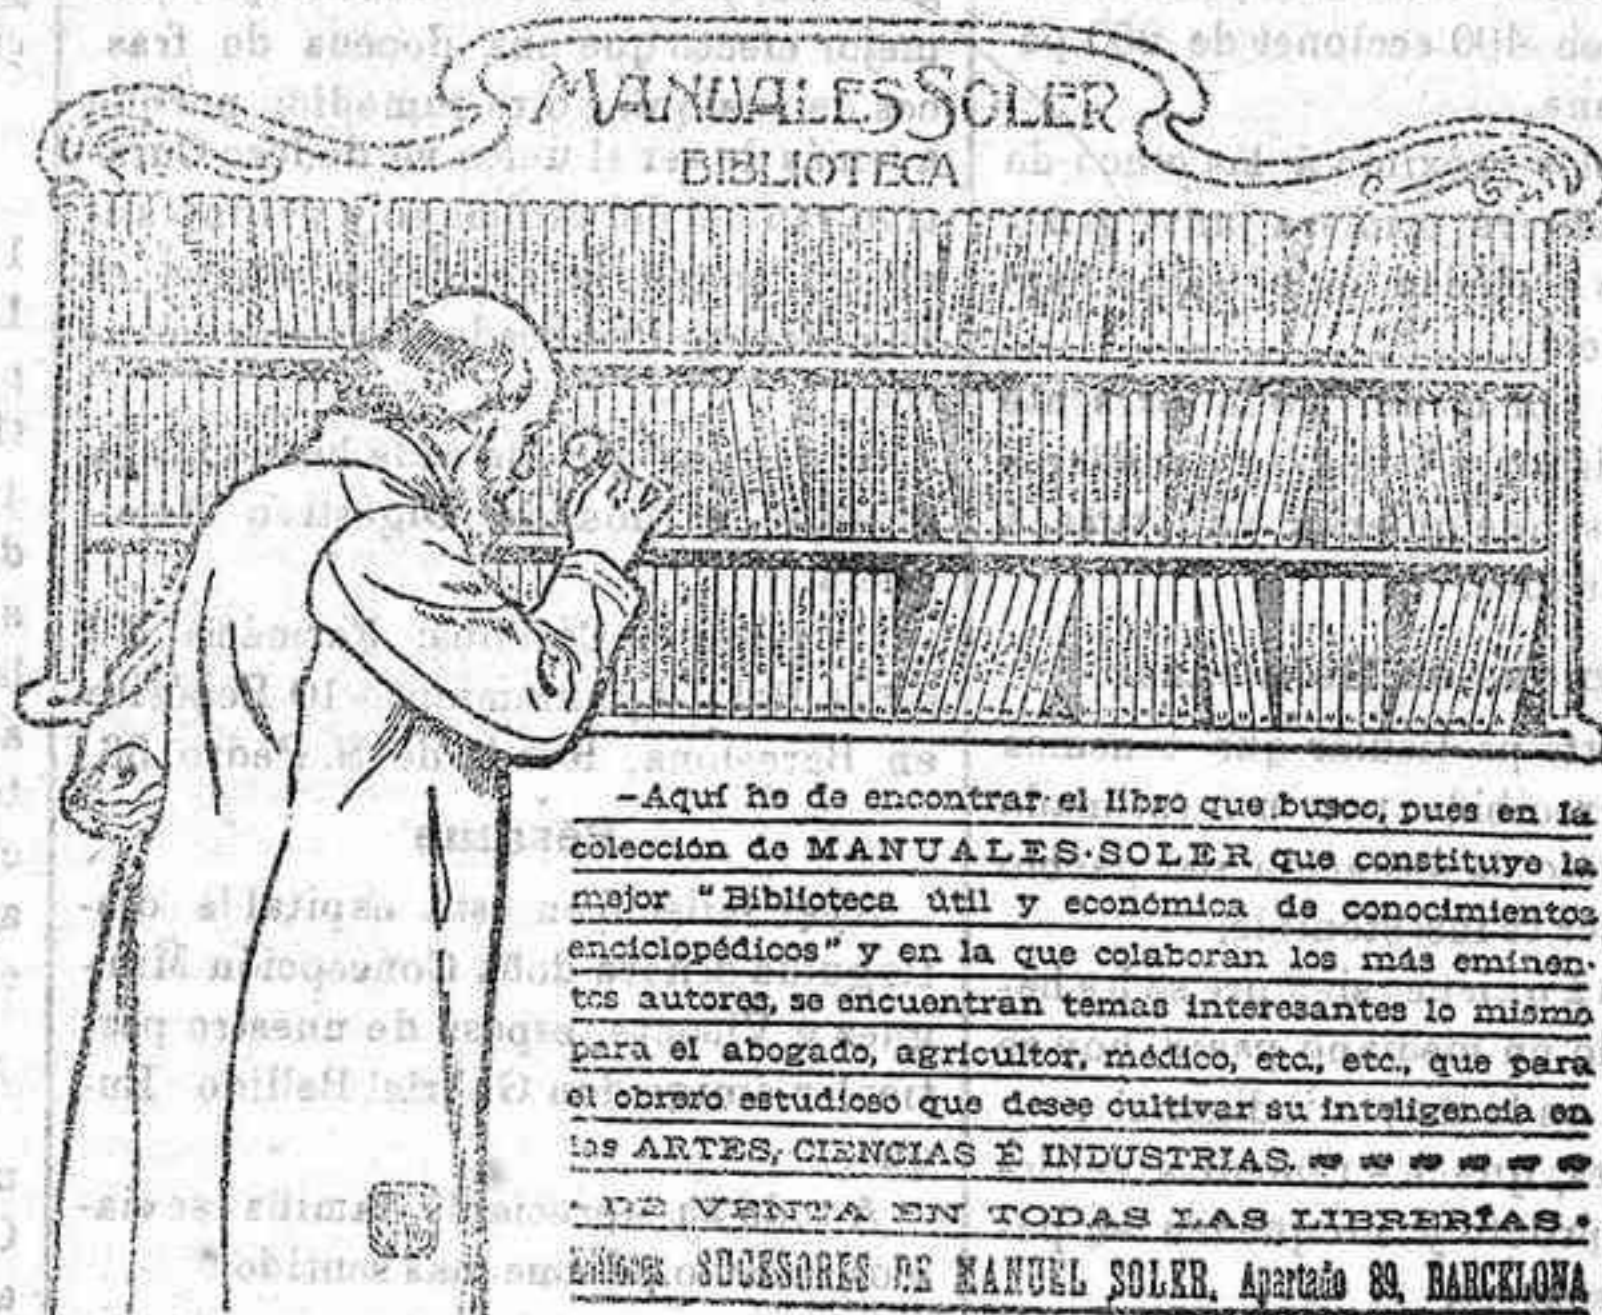 MANUALES SOLER
BIBLIOTECA
-Aquí he de encontrar el libro que busco, pues en la
colección de MANUALES·SOLER que constituye la
mejor "Biblioteca útil y económica de conocimientos
enciclopédicos" y en la que colaboran los más eminen-
tes autores, se encuentran temas interesantes lo mismo
para el abogado, agricultor, médico, etc., etc., que para
el obrero estudioso que desee cultivar su inteligencia en
las ARTES, CIENCIAS É INDUSTRIAS.
· DE VENTA EN TODAS LAS LIBRERÍAS ·
Editores SUCESORES DE MANUEL SOLER, Apartado 89, BARCELONA